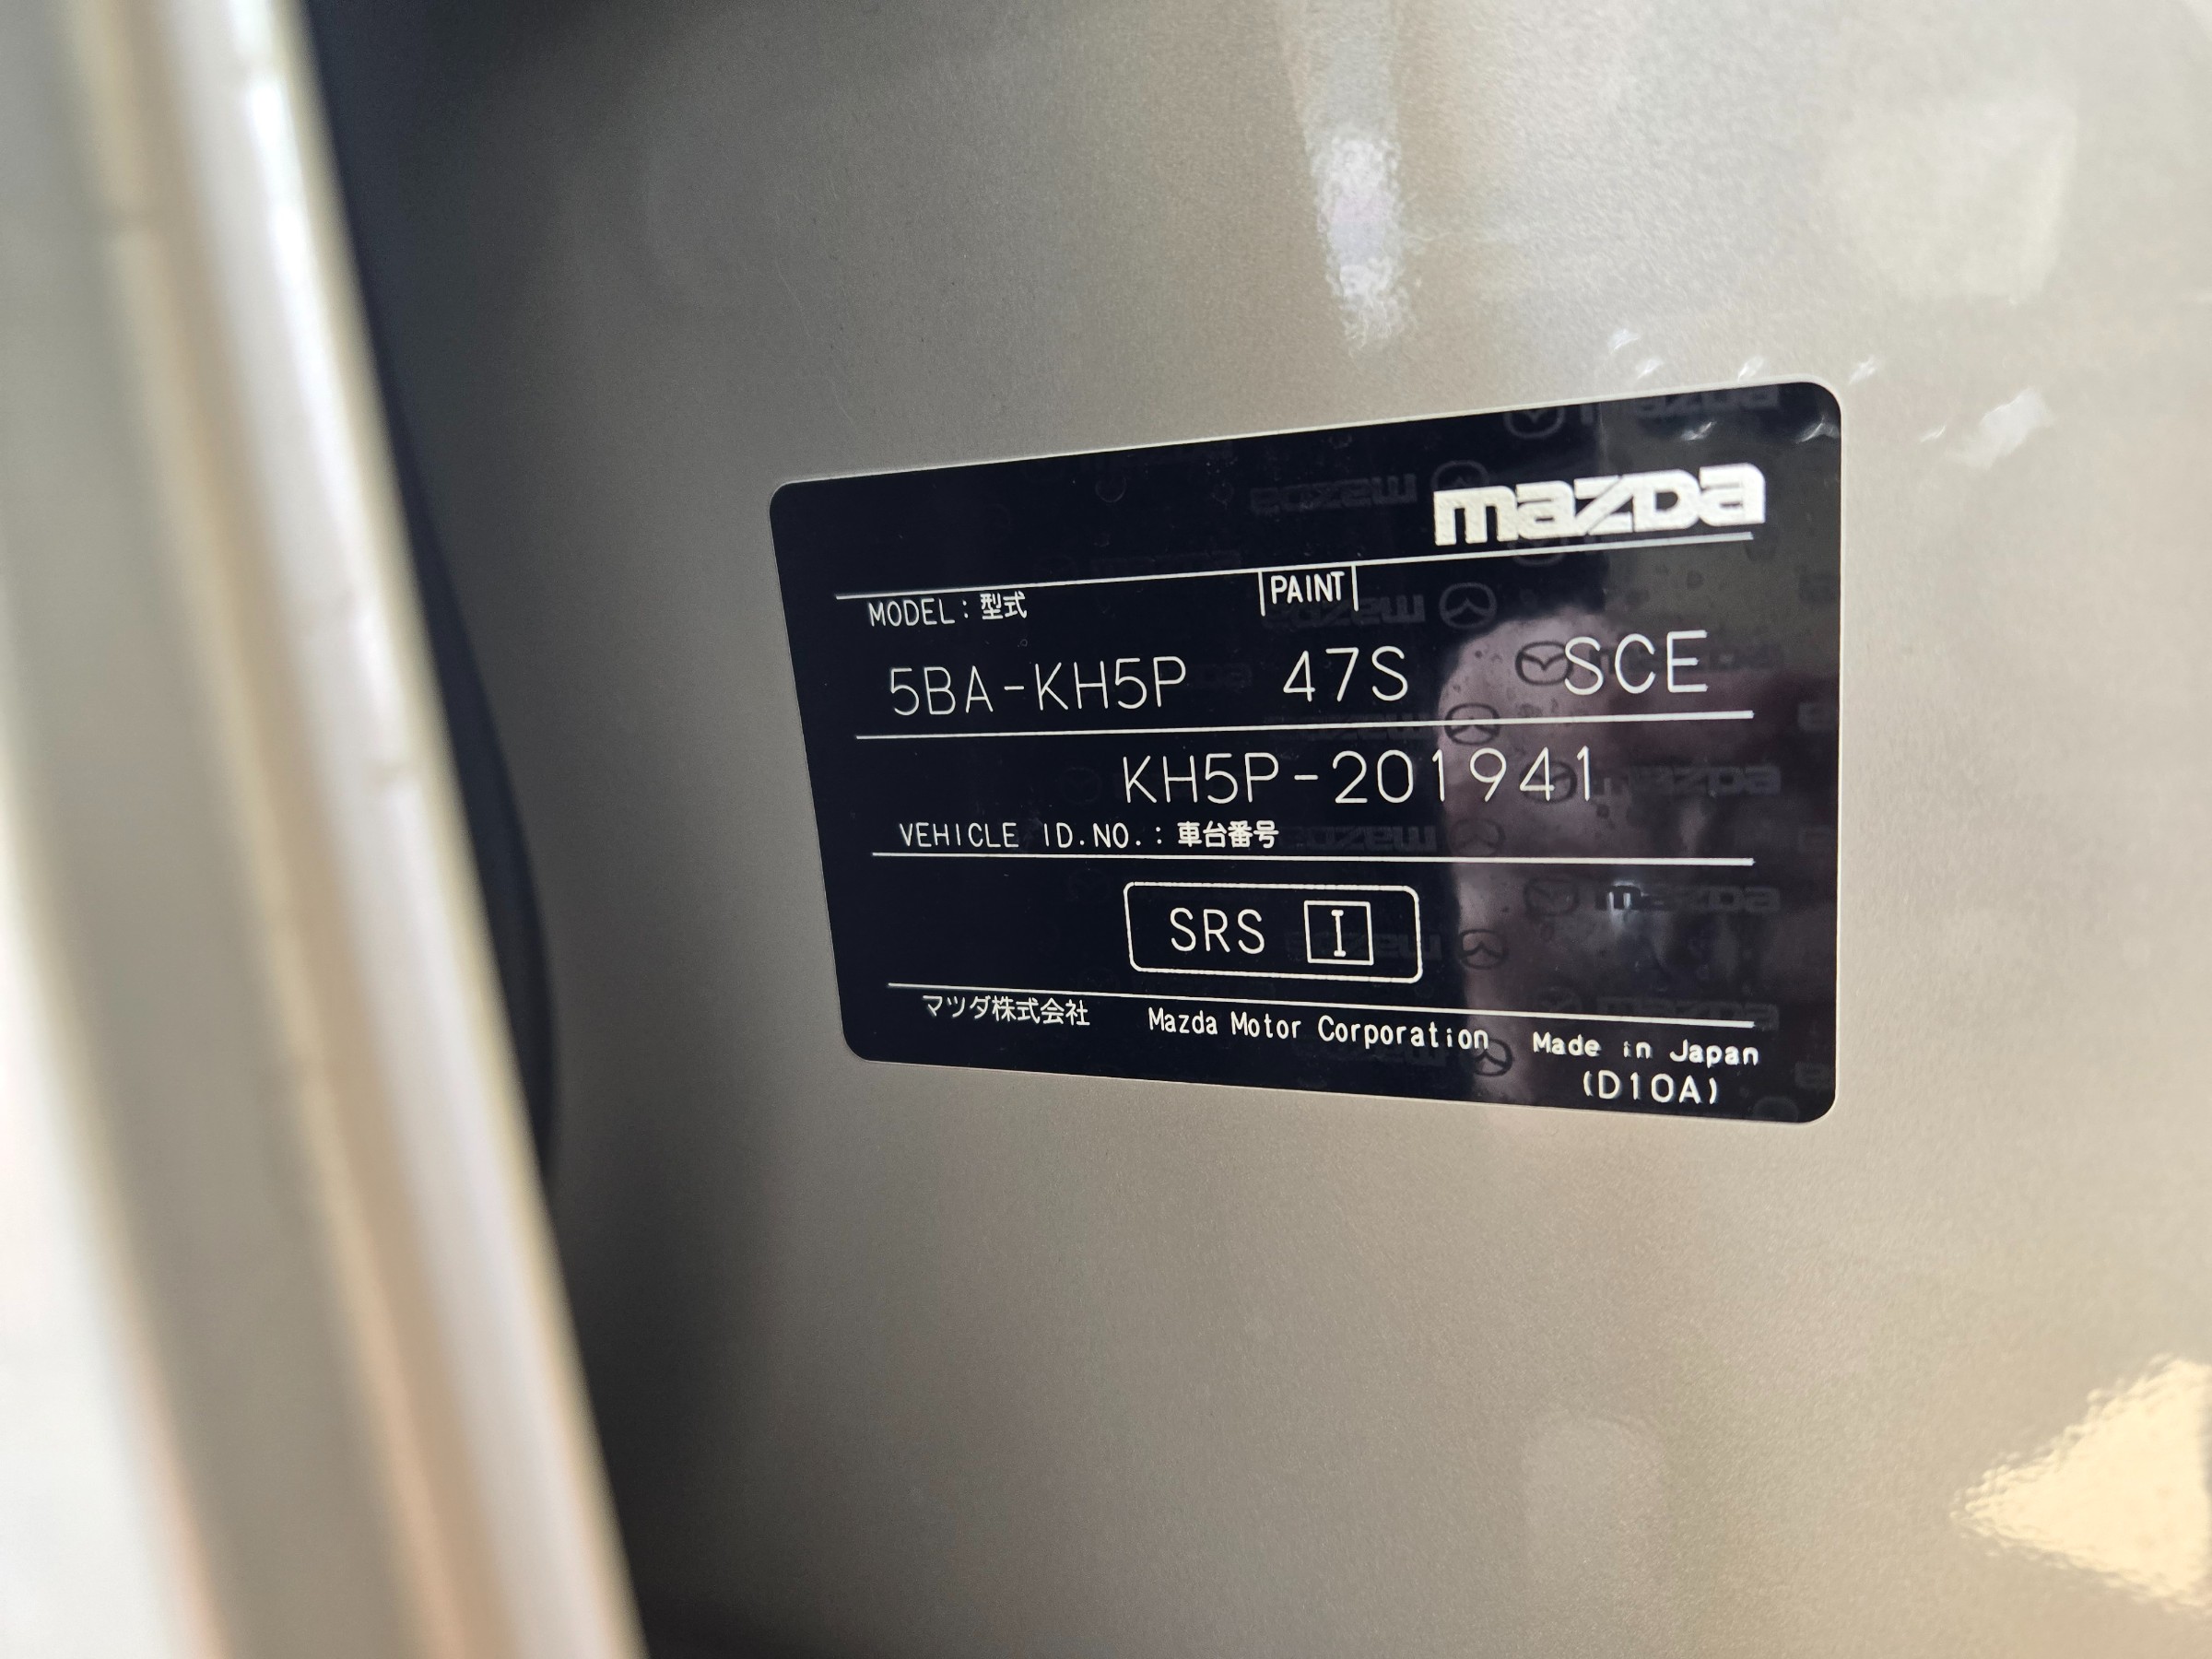 mazda
MODEL：型式 PAINT
5BA-KH5P 47S SCE
KH5P-201941
VEHICLE ID.NO.：車台番号
SRS I
マツダ株式会社 Mazda Motor Corporation Made in Japan
(D10A)